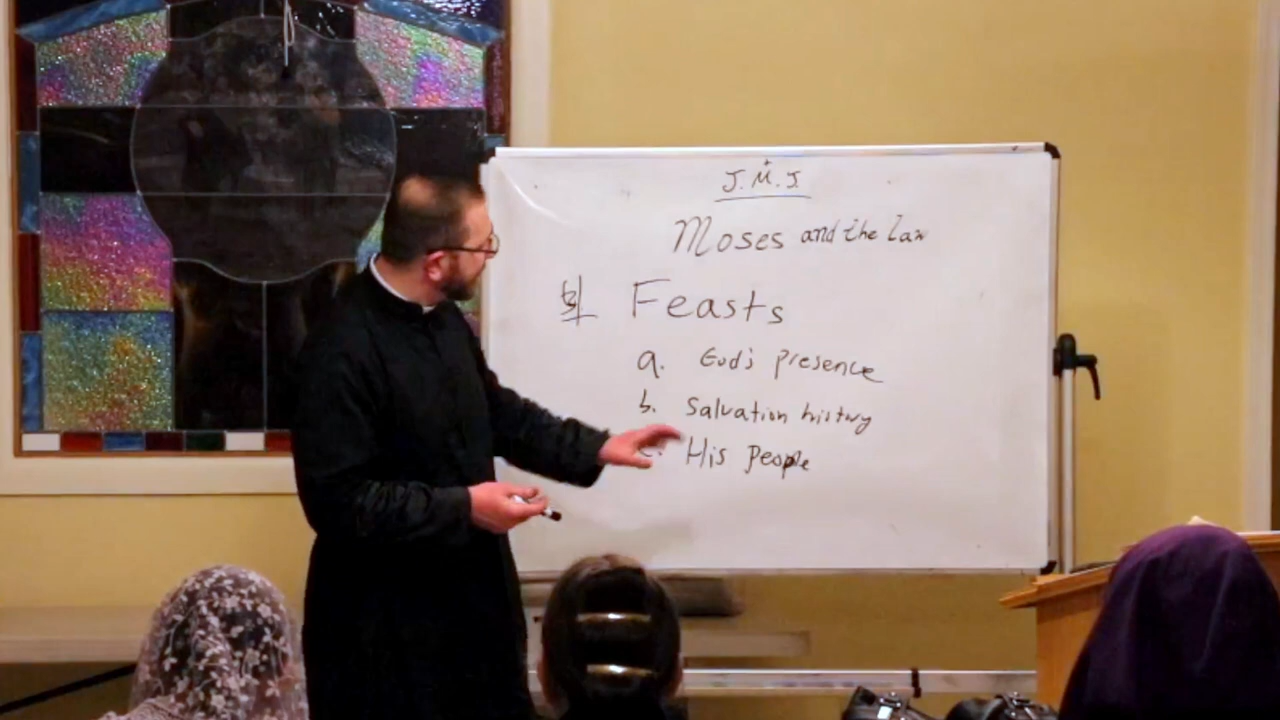 J.M.J.
Moses and the Law
Feasts
a. God's presence
b. Salvation history
c. His people